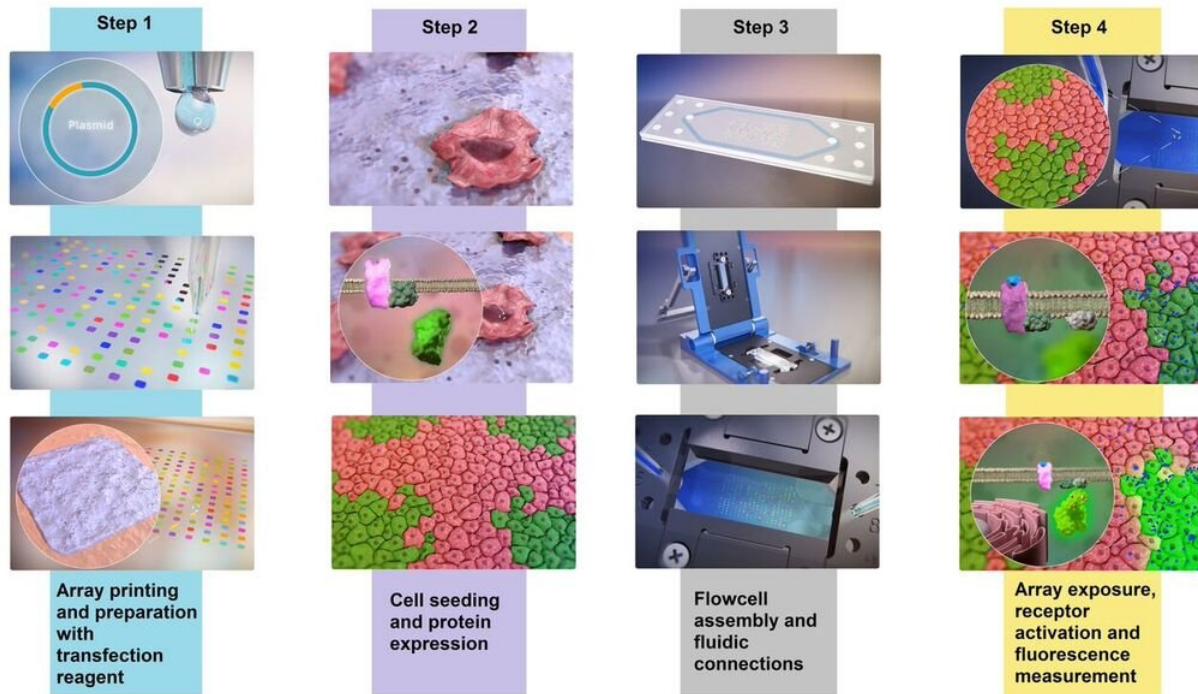 Step 1
Step 2
Step 3
Step 4
Plasmid
Array printing
and preparation
with
transfection
reagent
Cell seeding
and protein
expression
Flowcell
assembly and
fluidic
connections
Array exposure,
receptor
activation and
fluorescence
measurement